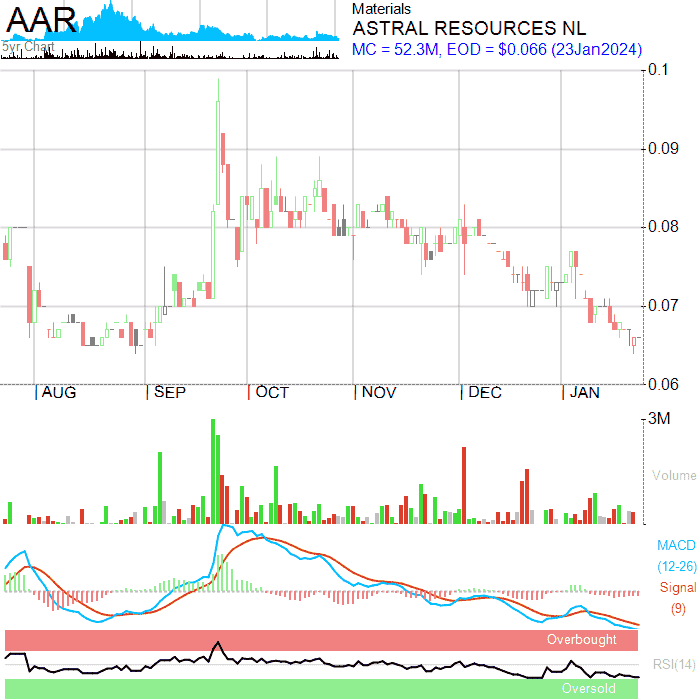 AAR
5yr Chart
Materials
ASTRAL RESOURCES NL
MC = 52.3M, EOD = $0.066 (23Jan2024)
0.1
0.09
0.08
0.07
0.06
AUG SEP OCT NOV DEC JAN
3M
Volume
MACD
(12-26)
Signal
(9)
Overbought
RSI(14)
Oversold